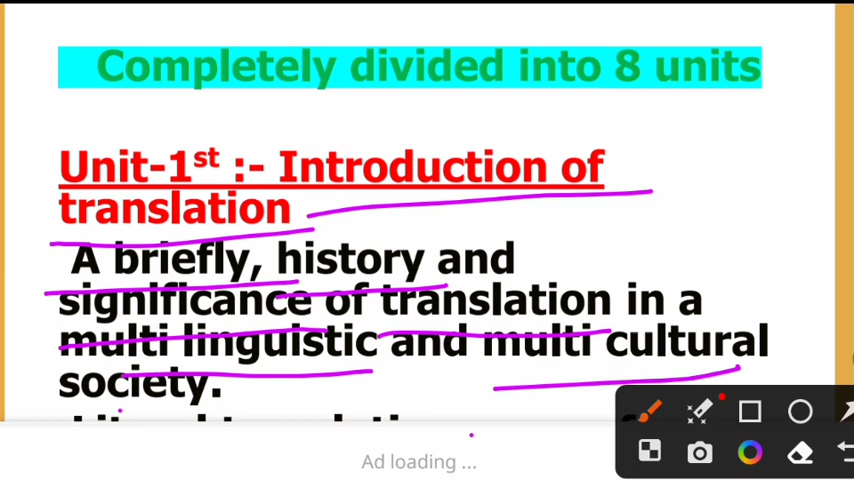 Completely divided into 8 units
Unit-1st :- Introduction of
translation
A briefly, history and
significance of translation in a
multi linguistic and multi cultural
society.
Ad loading ...